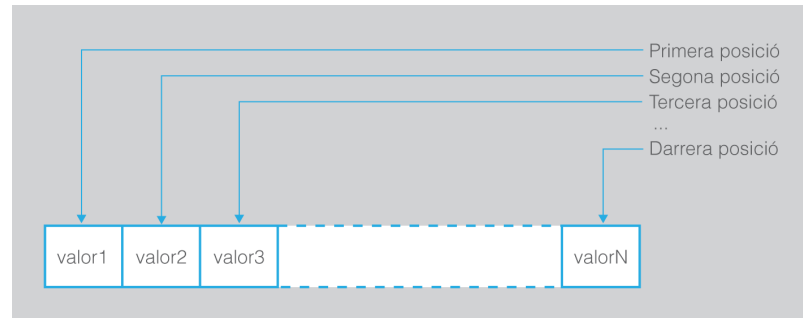 Primera posició
Segona posició
Tercera posició
...
Darrera posició
valor1 valor2 valor3 valorN